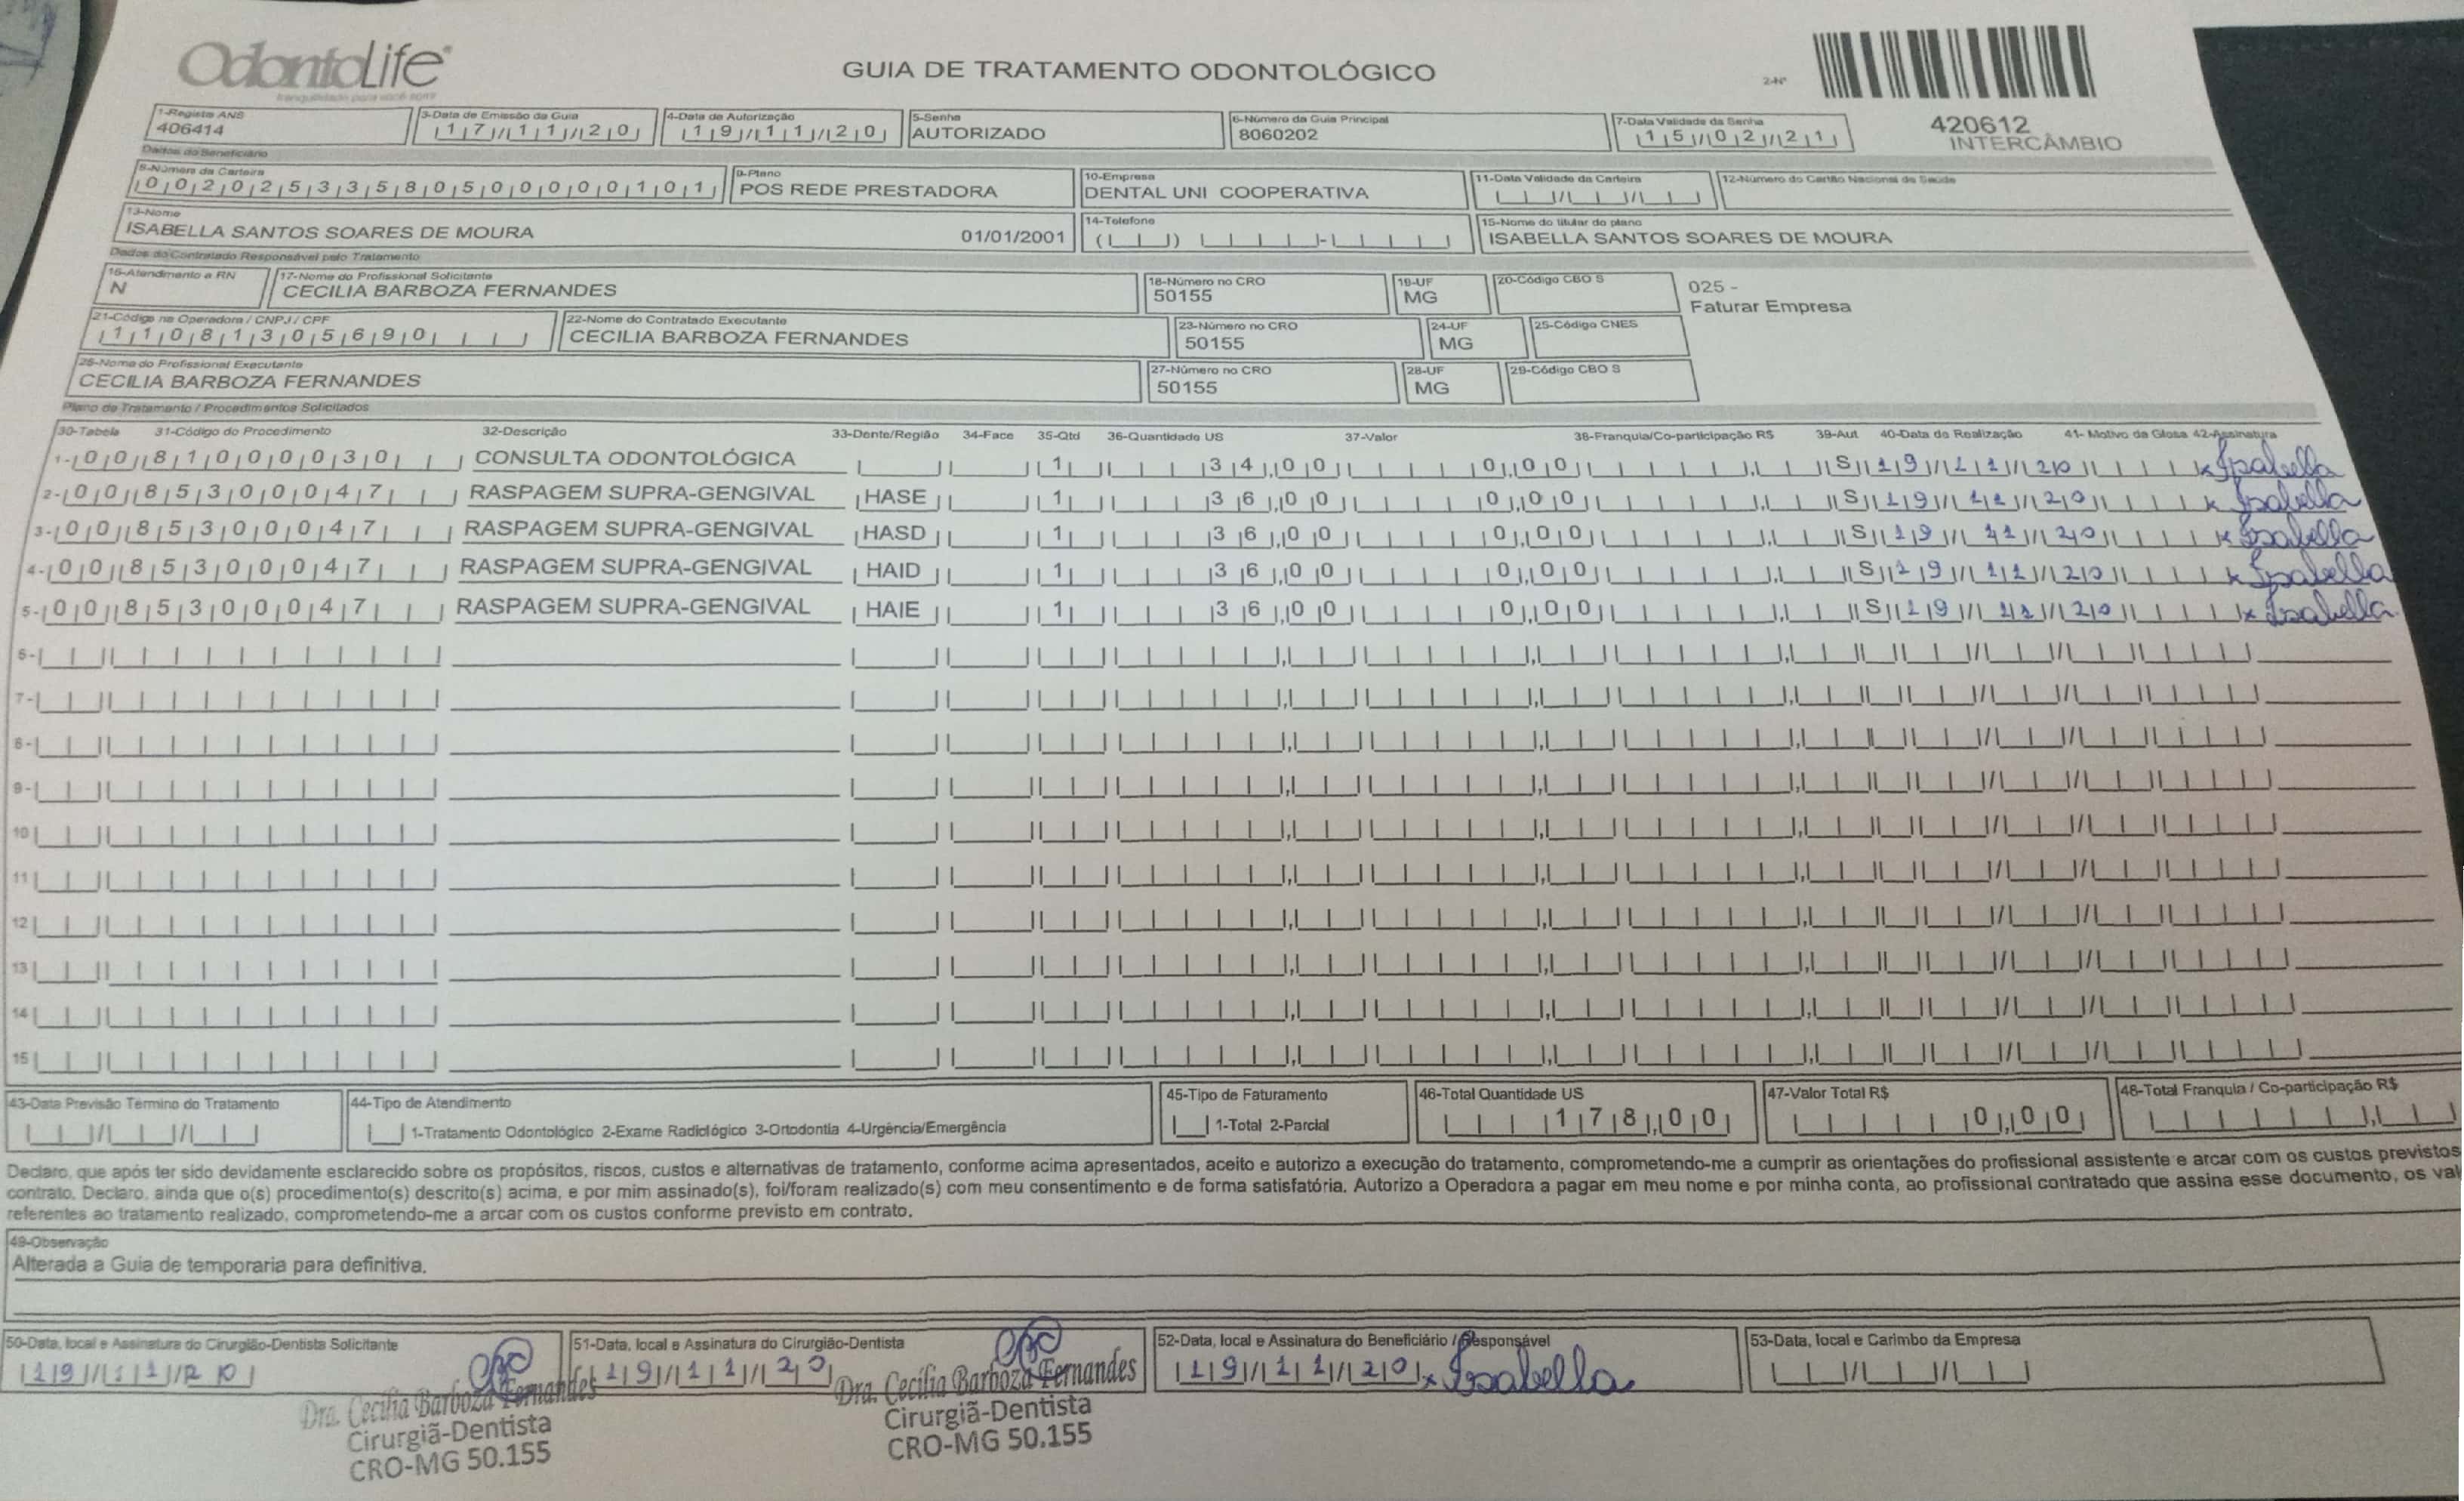 OdontoLife
tranquilidade para você sorrir
GUIA DE TRATAMENTO ODONTOLÓGICO
2-Nº
420612
INTERCÂMBIO
1-Registro ANS
406414
3-Data de Emissão da Guia
17/11/20
4-Data de Autorização
19/11/20
5-Senha
AUTORIZADO
6-Número da Guia Principal
8060202
7-Data Validade da Senha
15/02/21
Dados do Beneficiário
8-Número da Carteira
00202533580500000101
9-Plano
POS REDE PRESTADORA
10-Empresa
DENTAL UNI COOPERATIVA
11-Data Validade da Carteira
12-Número do Cartão Nacional de Saúde
13-Nome
ISABELLA SANTOS SOARES DE MOURA 01/01/2001
14-Telefone
15-Nome do titular do plano
ISABELLA SANTOS SOARES DE MOURA
Dados do Contratado Responsável pelo Tratamento
16-Atendimento a RN
N
17-Nome do Profissional Solicitante
CECILIA BARBOZA FERNANDES
18-Número no CRO
50155
19-UF
MG
20-Código CBO S
025 -
Faturar Empresa
21-Código na Operadora / CNPJ / CPF
11081305690
22-Nome do Contratado Executante
CECILIA BARBOZA FERNANDES
23-Número no CRO
50155
24-UF
MG
25-Código CNES
26-Nome do Profissional Executante
CECILIA BARBOZA FERNANDES
27-Número no CRO
50155
28-UF
MG
29-Código CBO S
Plano de Tratamento / Procedimentos Solicitados
30-Tabela 31-Código do Procedimento 32-Descrição 33-Dente/Região 34-Face 35-Qtd 36-Quantidade US 37-Valor 38-Franquia/Co-participação R$ 39-Aut 40-Data de Realização 41- Motivo da Glosa 42-Assinatura
1- 00 81000030 CONSULTA ODONTOLÓGICA 1 34,00 0,00 S 19/11/20 x Isabella
2- 00 85300047 RASPAGEM SUPRA-GENGIVAL HASE 1 36,00 0,00 S 19/11/20 x Isabella
3- 00 85300047 RASPAGEM SUPRA-GENGIVAL HASD 1 36,00 0,00 S 19/11/20 x Isabella
4- 00 85300047 RASPAGEM SUPRA-GENGIVAL HAID 1 36,00 0,00 S 19/11/20 x Isabella
5- 00 85300047 RASPAGEM SUPRA-GENGIVAL HAIE 1 36,00 0,00 S 19/11/20 x Isabella
6-
7-
8-
9-
10
11
12
13
14
15
43-Data Previsão Término do Tratamento
44-Tipo de Atendimento
1-Tratamento Odontológico 2-Exame Radiológico 3-Ortodontia 4-Urgência/Emergência
45-Tipo de Faturamento
1-Total 2-Parcial
46-Total Quantidade US
178,00
47-Valor Total R$
0,00
48-Total Franquia / Co-participação R$
Declaro, que após ter sido devidamente esclarecido sobre os propósitos, riscos, custos e alternativas de tratamento, conforme acima apresentados, aceito e autorizo a execução do tratamento, comprometendo-me a cumprir as orientações do profissional assistente e arcar com os custos previstos
contrato. Declaro, ainda que o(s) procedimento(s) descrito(s) acima, e por mim assinado(s), foi/foram realizado(s) com meu consentimento e de forma satisfatória. Autorizo a Operadora a pagar em meu nome e por minha conta, ao profissional contratado que assina esse documento, os val
referentes ao tratamento realizado, comprometendo-me a arcar com os custos conforme previsto em contrato.
49-Observação
Alterada a Guia de temporaria para definitiva.
50-Data, local e Assinatura do Cirurgião-Dentista Solicitante
19/11/20
Dra. Cecília Barboza Fernandes
Cirurgiã-Dentista
CRO-MG 50.155
51-Data, local e Assinatura do Cirurgião-Dentista
19/11/20
Dra. Cecília Barboza Fernandes
Cirurgiã-Dentista
CRO-MG 50.155
52-Data, local e Assinatura do Beneficiário / Responsável
19/11/20 x Isabella
53-Data, local e Carimbo da Empresa